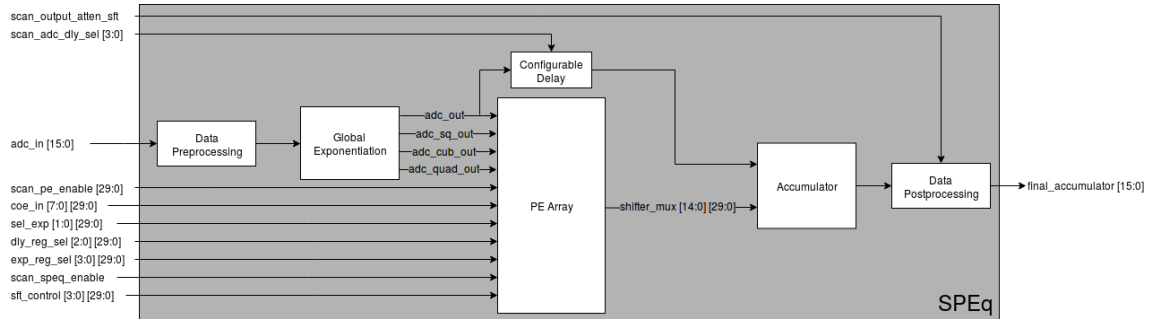 scan_output_atten_sft
scan_adc_dly_sel [3:0]
Configurable
Delay
adc_out
adc_sq_out
adc_cub_out
adc_quad_out
adc_in [15:0]
Data
Preprocessing
Global
Exponentiation
scan_pe_enable [29:0]
coe_in [7:0] [29:0]
sel_exp [1:0] [29:0]
dly_reg_sel [2:0] [29:0]
exp_reg_sel [3:0] [29:0]
scan_speq_enable
sft_control [3:0] [29:0]
PE Array
shifter_mux [14:0] [29:0]
Accumulator
Data
Postprocessing
final_accumulator [15:0]
SPEq